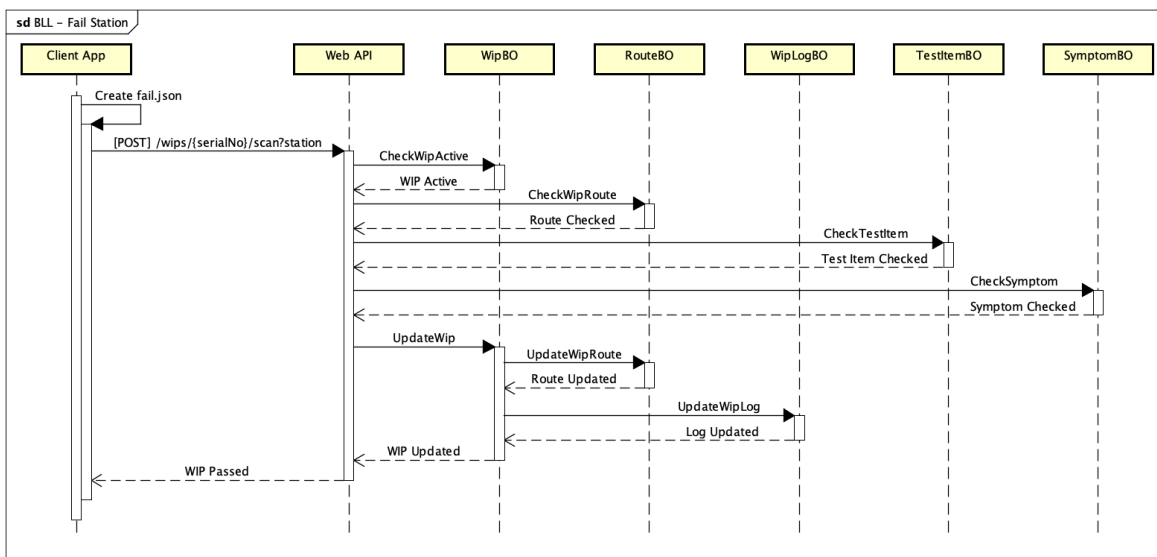 sd BLL – Fail Station
Client App
Web API
WipBO
RouteBO
WipLogBO
TestItemBO
SymptomBO
Create fail.json
[POST] /wips/{serialNo}/scan?station
CheckWipActive
WIP Active
CheckWipRoute
Route Checked
CheckTestItem
Test Item Checked
CheckSymptom
Symptom Checked
UpdateWip
UpdateWipRoute
Route Updated
UpdateWipLog
Log Updated
WIP Updated
WIP Passed